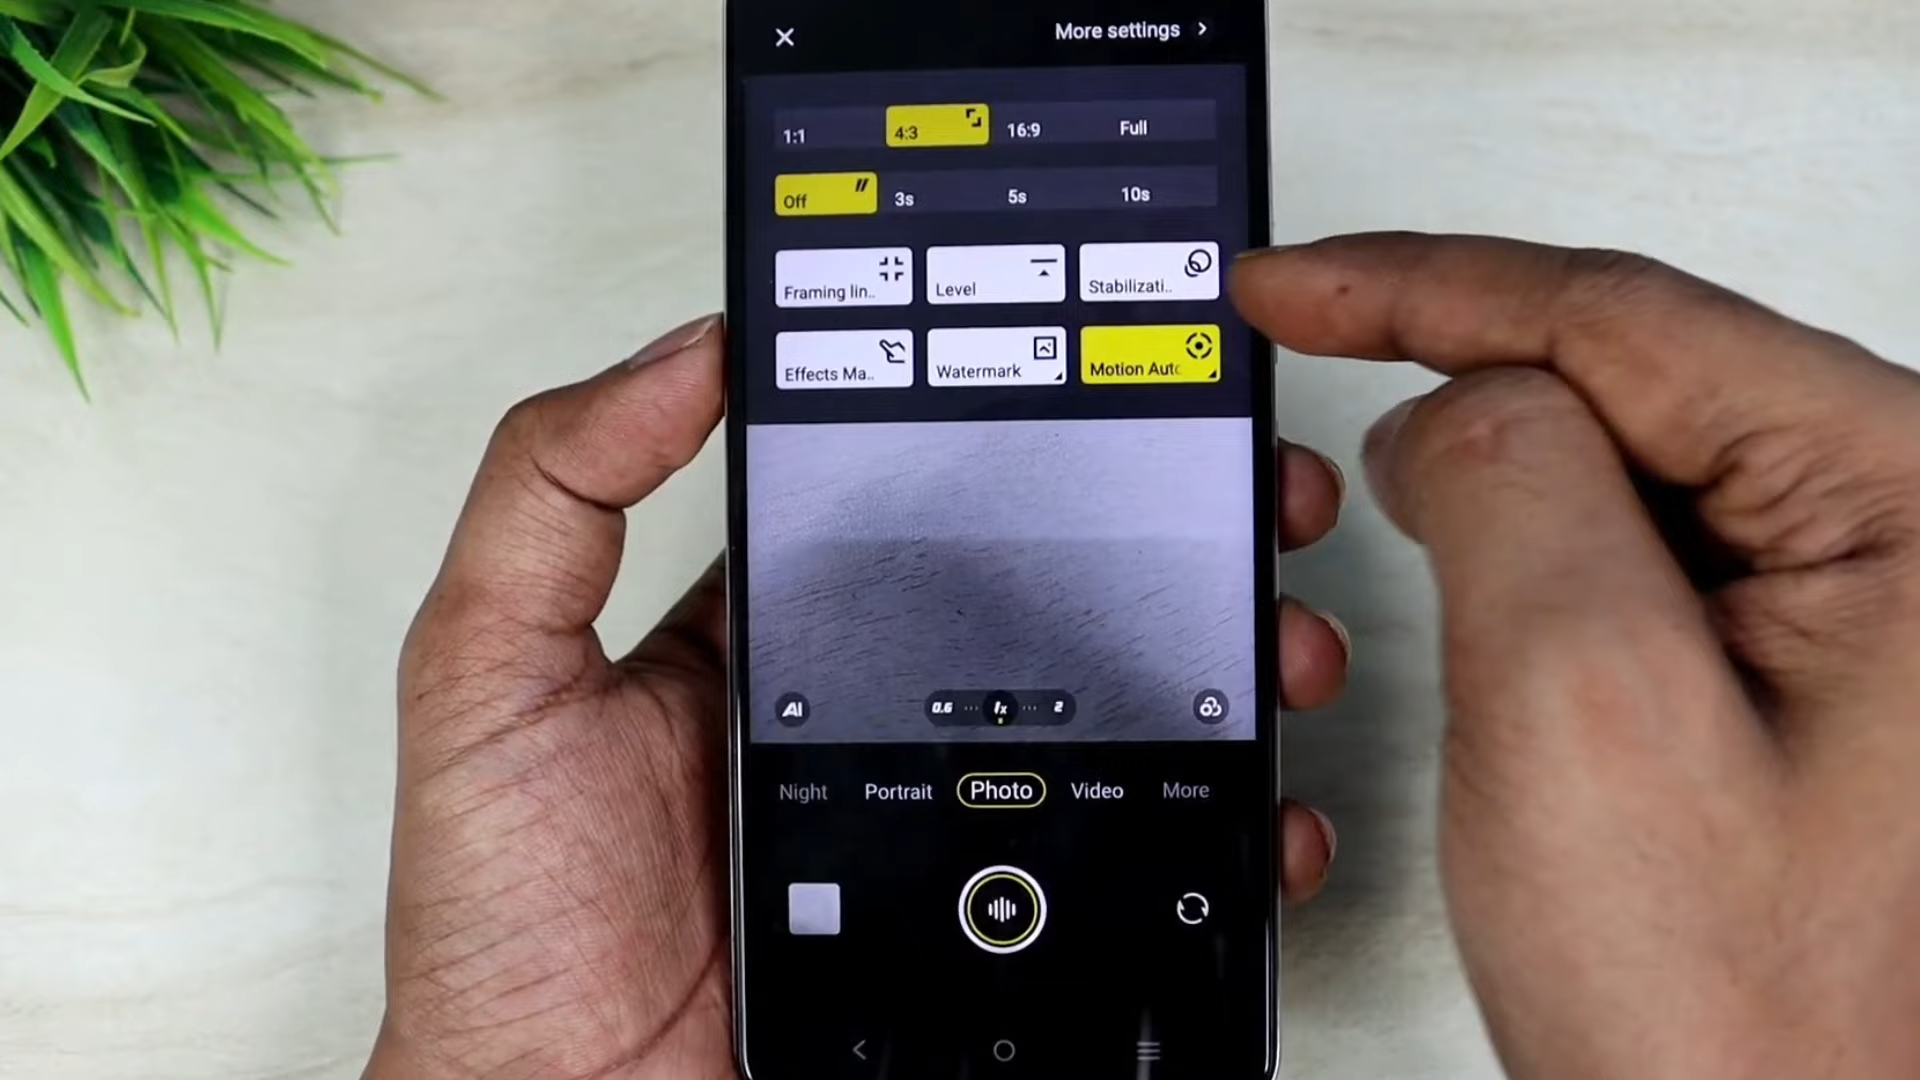 More settings
1:1 4:3 16:9 Full
Off 3s 5s 10s
Framing lin.. Level Stabilizati..
Effects Ma.. Watermark Motion Autc
AI 0.6 1x 2
Night Portrait Photo Video More